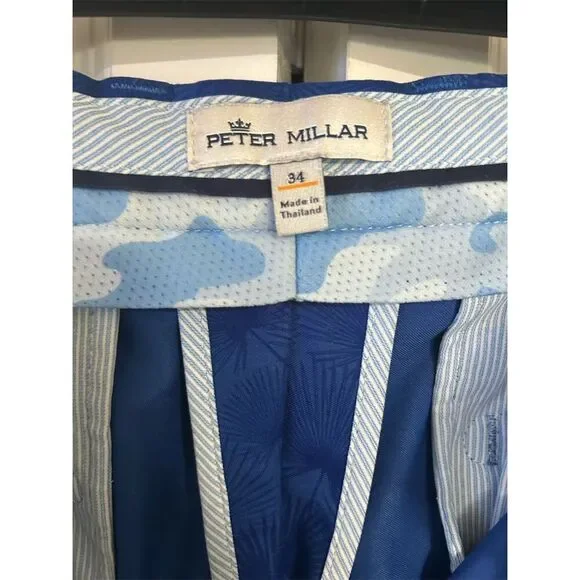 PETER MILLAR
34
Made in
Thailand